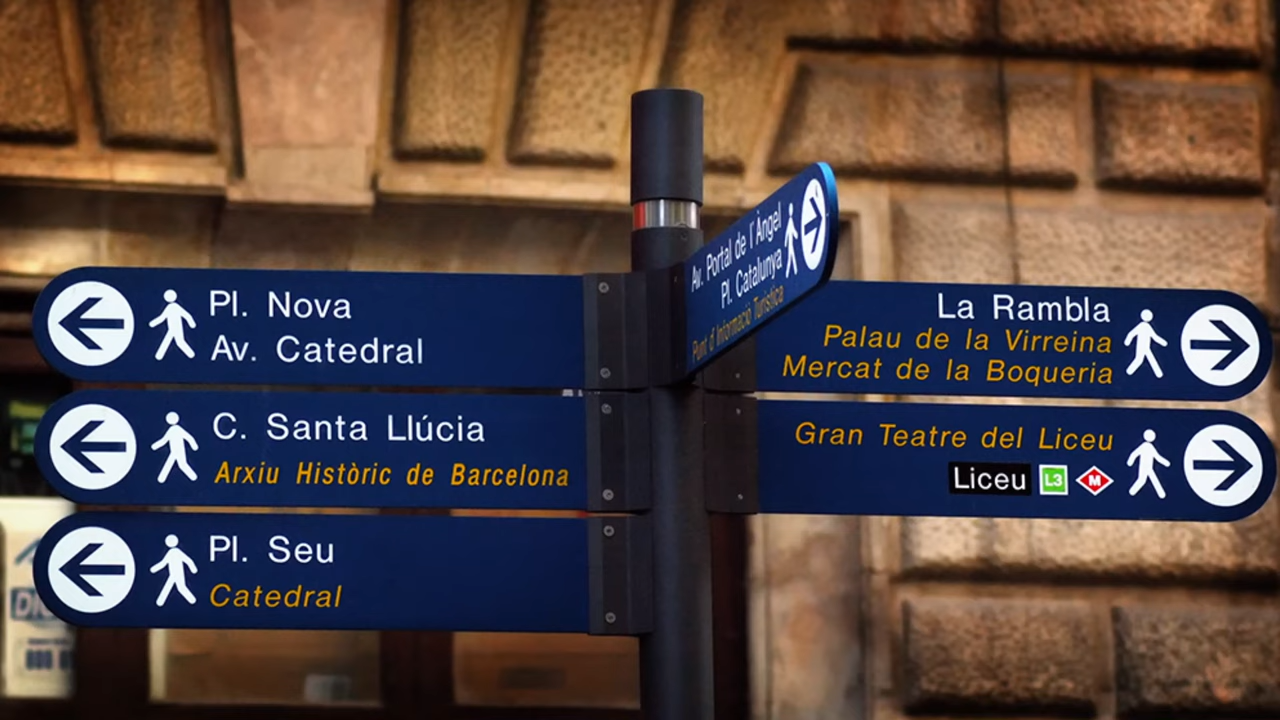 Pl. Nova
Av. Catedral
C. Santa Llúcia
Arxiu Històric de Barcelona
Pl. Seu
Catedral
Av. Portal de l'Àngel
Pl. Catalunya
Punt d'Informació Turística
La Rambla
Palau de la Virreina
Mercat de la Boqueria
Gran Teatre del Liceu
Liceu L3 M